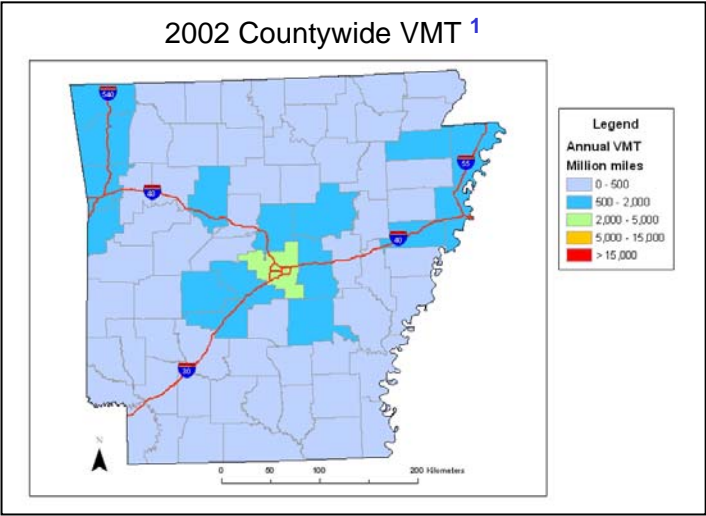 2002 Countywide VMT 1
540
40
55
40
30
N
0 50 100 200 Kilometers
Legend
Annual VMT
Million miles
0 - 500
500 - 2,000
2,000 - 5,000
5,000 - 15,000
> 15,000